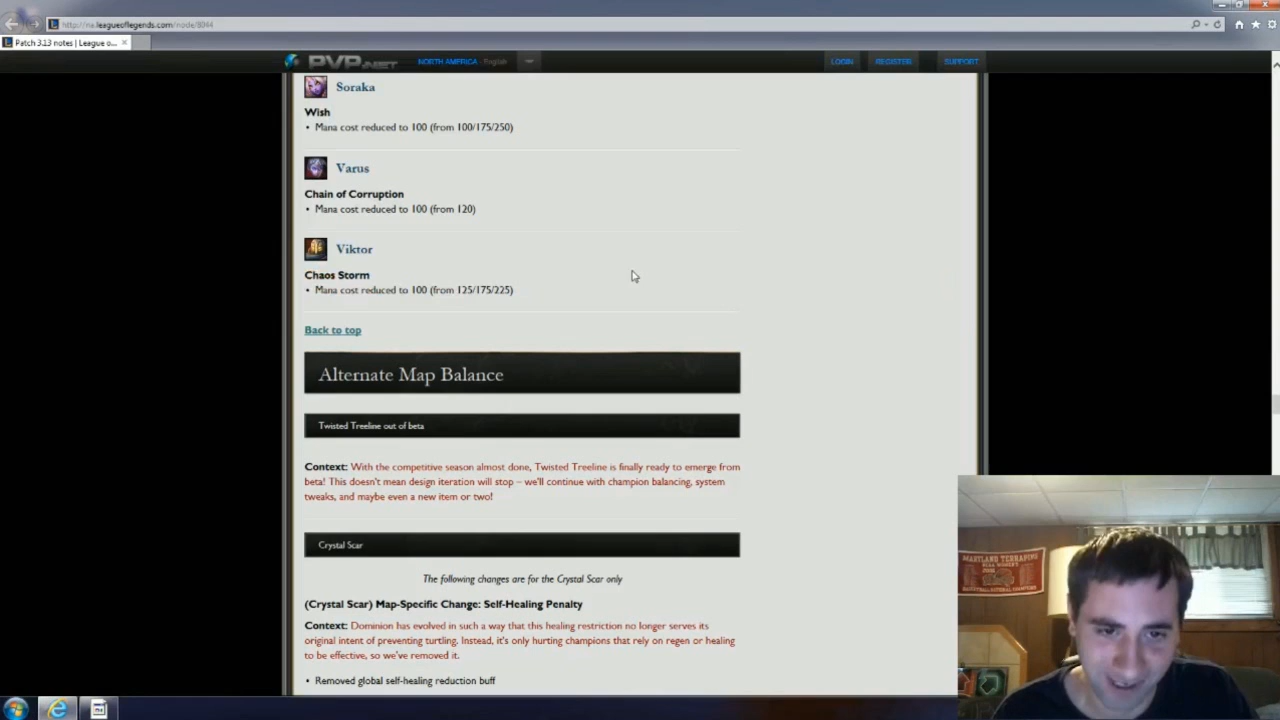 http://na.leagueoflegends.com/node/8044
Patch 3.13 notes | League o...
PVP.NET
NORTH AMERICA - English
LOGIN
REGISTER
SUPPORT
Soraka
Wish
• Mana cost reduced to 100 (from 100/175/250)
Varus
Chain of Corruption
• Mana cost reduced to 100 (from 120)
Viktor
Chaos Storm
• Mana cost reduced to 100 (from 125/175/225)
Back to top
Alternate Map Balance
Twisted Treeline out of beta
Context: With the competitive season almost done, Twisted Treeline is finally ready to emerge from
beta! This doesn't mean design iteration will stop – we'll continue with champion balancing, system
tweaks, and maybe even a new item or two!
Crystal Scar
The following changes are for the Crystal Scar only
(Crystal Scar) Map-Specific Change: Self-Healing Penalty
Context: Dominion has evolved in such a way that this healing restriction no longer serves its
original intent of preventing turtling. Instead, it's only hurting champions that rely on regen or healing
to be effective, so we've removed it.
• Removed global self-healing reduction buff
MARYLAND TERRAPINS